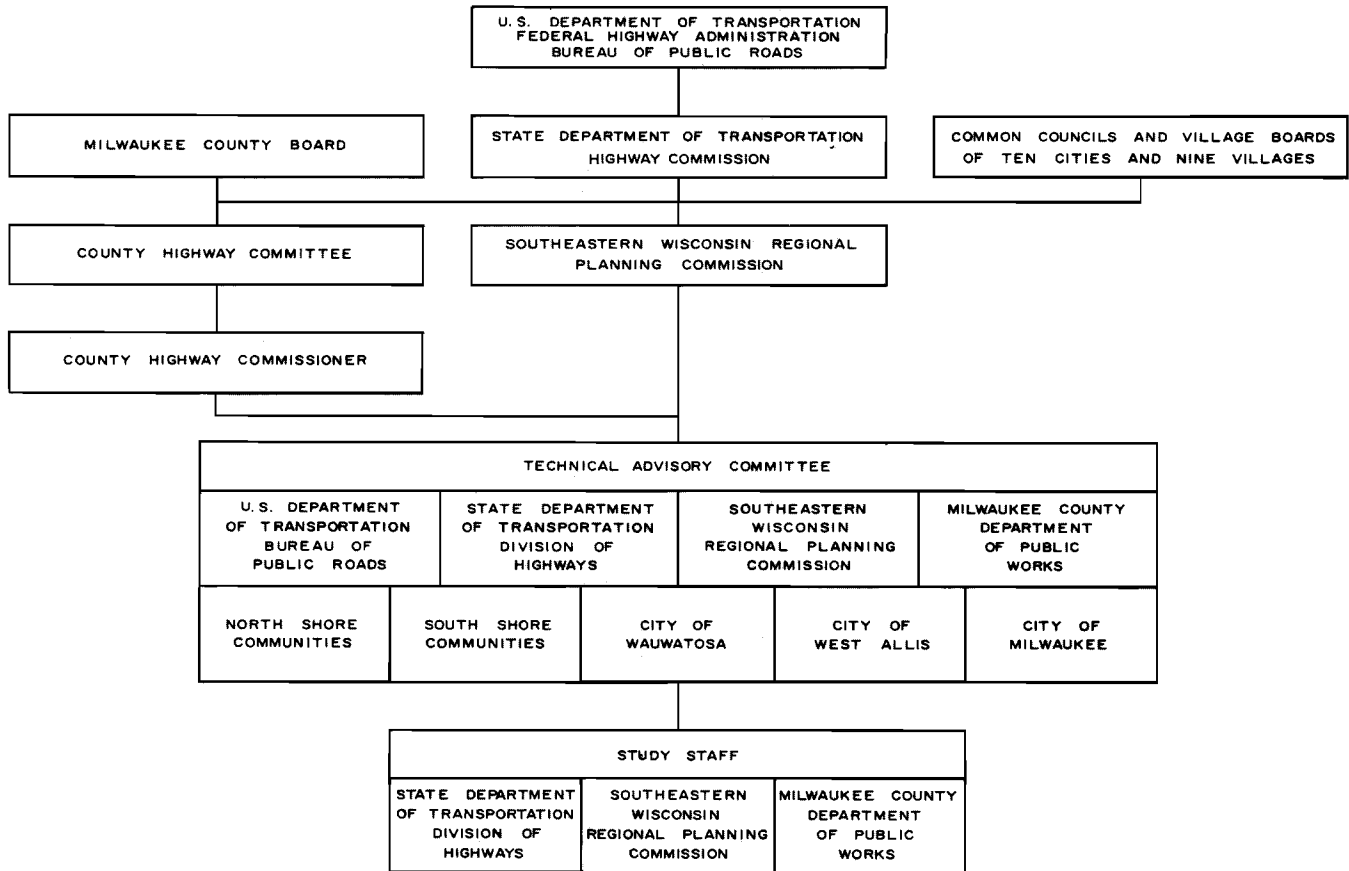 U. S. DEPARTMENT OF TRANSPORTATION
FEDERAL HIGHWAY ADMINISTRATION
BUREAU OF PUBLIC ROADS
MILWAUKEE COUNTY BOARD
STATE DEPARTMENT OF TRANSPORTATION
HIGHWAY COMMISSION
COMMON COUNCILS AND VILLAGE BOARDS
OF TEN CITIES AND NINE VILLAGES
COUNTY HIGHWAY COMMITTEE
SOUTHEASTERN WISCONSIN REGIONAL
PLANNING COMMISSION
COUNTY HIGHWAY COMMISSIONER
TECHNICAL ADVISORY COMMITTEE
U.S. DEPARTMENT
OF TRANSPORTATION
BUREAU OF
PUBLIC ROADS
STATE DEPARTMENT
OF TRANSPORTATION
DIVISION OF
HIGHWAYS
SOUTHEASTERN
WISCONSIN
REGIONAL PLANNING
COMMISSION
MILWAUKEE COUNTY
DEPARTMENT
OF PUBLIC
WORKS
NORTH SHORE
COMMUNITIES
SOUTH SHORE
COMMUNITIES
CITY OF
WAUWATOSA
CITY OF
WEST ALLIS
CITY OF
MILWAUKEE
STUDY STAFF
STATE DEPARTMENT
OF TRANSPORTATION
DIVISION OF
HIGHWAYS
SOUTHEASTERN
WISCONSIN
REGIONAL PLANNING
COMMISSION
MILWAUKEE COUNTY
DEPARTMENT
OF PUBLIC
WORKS